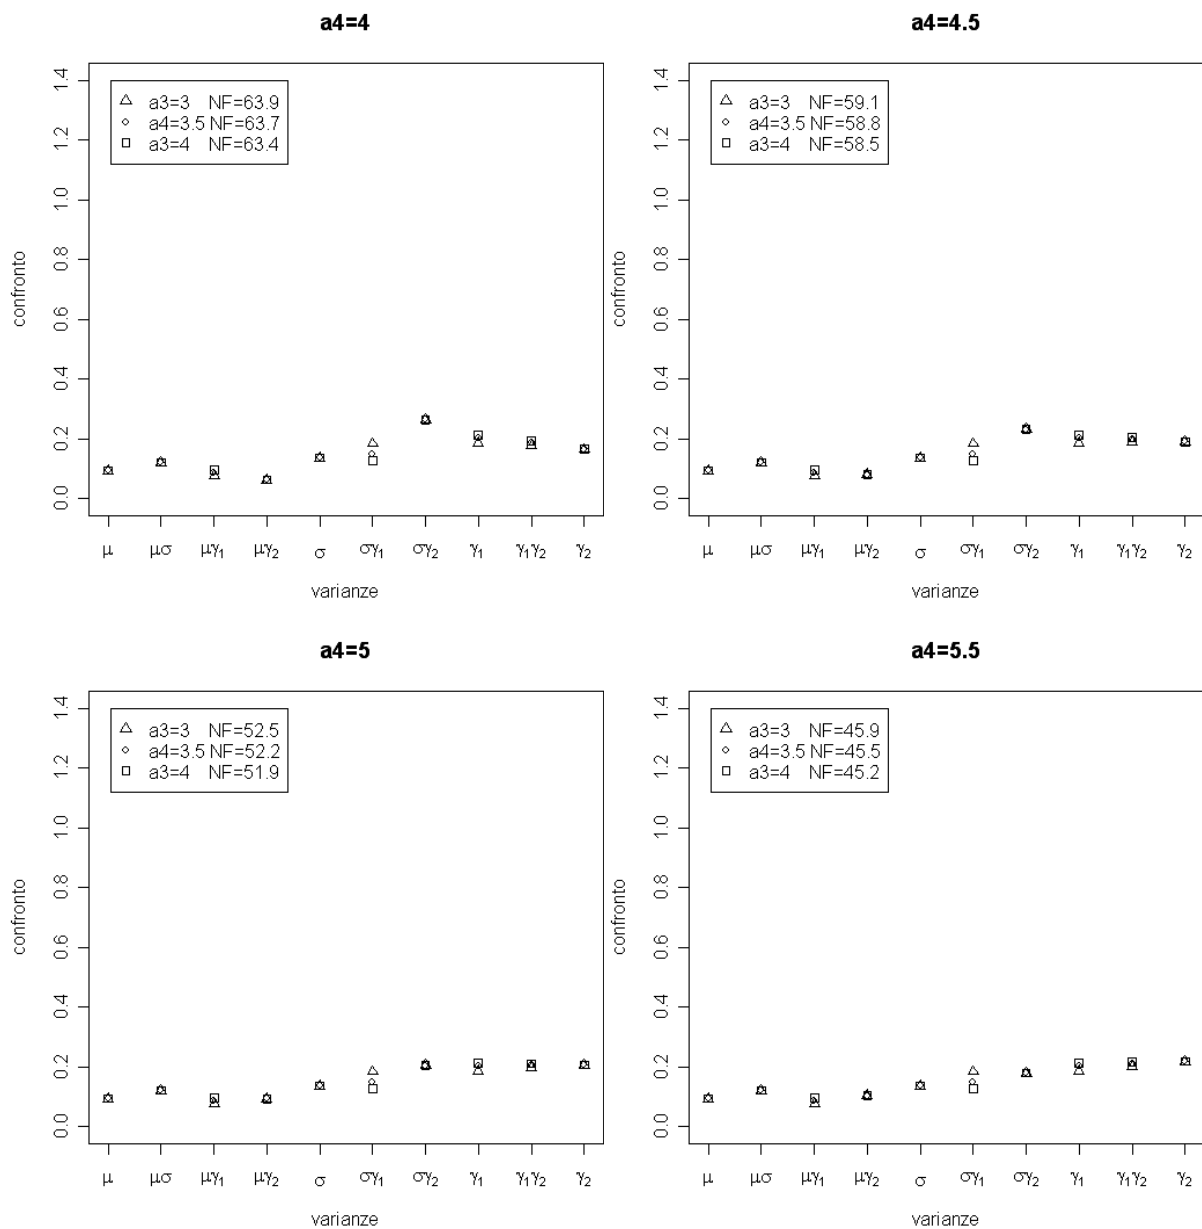 a4=4
1.4
1.2
1.0
0.8
0.6
0.4
0.2
0.0
confronto
a3=3 NF=63.9
a4=3.5 NF=63.7
a3=4 NF=63.4
μ μσ μγ1 μγ2 σ σγ1 σγ2 γ1 γ1γ2 γ2
varianze
a4=4.5
1.4
1.2
1.0
0.8
0.6
0.4
0.2
0.0
confronto
a3=3 NF=59.1
a4=3.5 NF=58.8
a3=4 NF=58.5
μ μσ μγ1 μγ2 σ σγ1 σγ2 γ1 γ1γ2 γ2
varianze
a4=5
1.4
1.2
1.0
0.8
0.6
0.4
0.2
0.0
confronto
a3=3 NF=52.5
a4=3.5 NF=52.2
a3=4 NF=51.9
μ μσ μγ1 μγ2 σ σγ1 σγ2 γ1 γ1γ2 γ2
varianze
a4=5.5
1.4
1.2
1.0
0.8
0.6
0.4
0.2
0.0
confronto
a3=3 NF=45.9
a4=3.5 NF=45.5
a3=4 NF=45.2
μ μσ μγ1 μγ2 σ σγ1 σγ2 γ1 γ1γ2 γ2
varianze